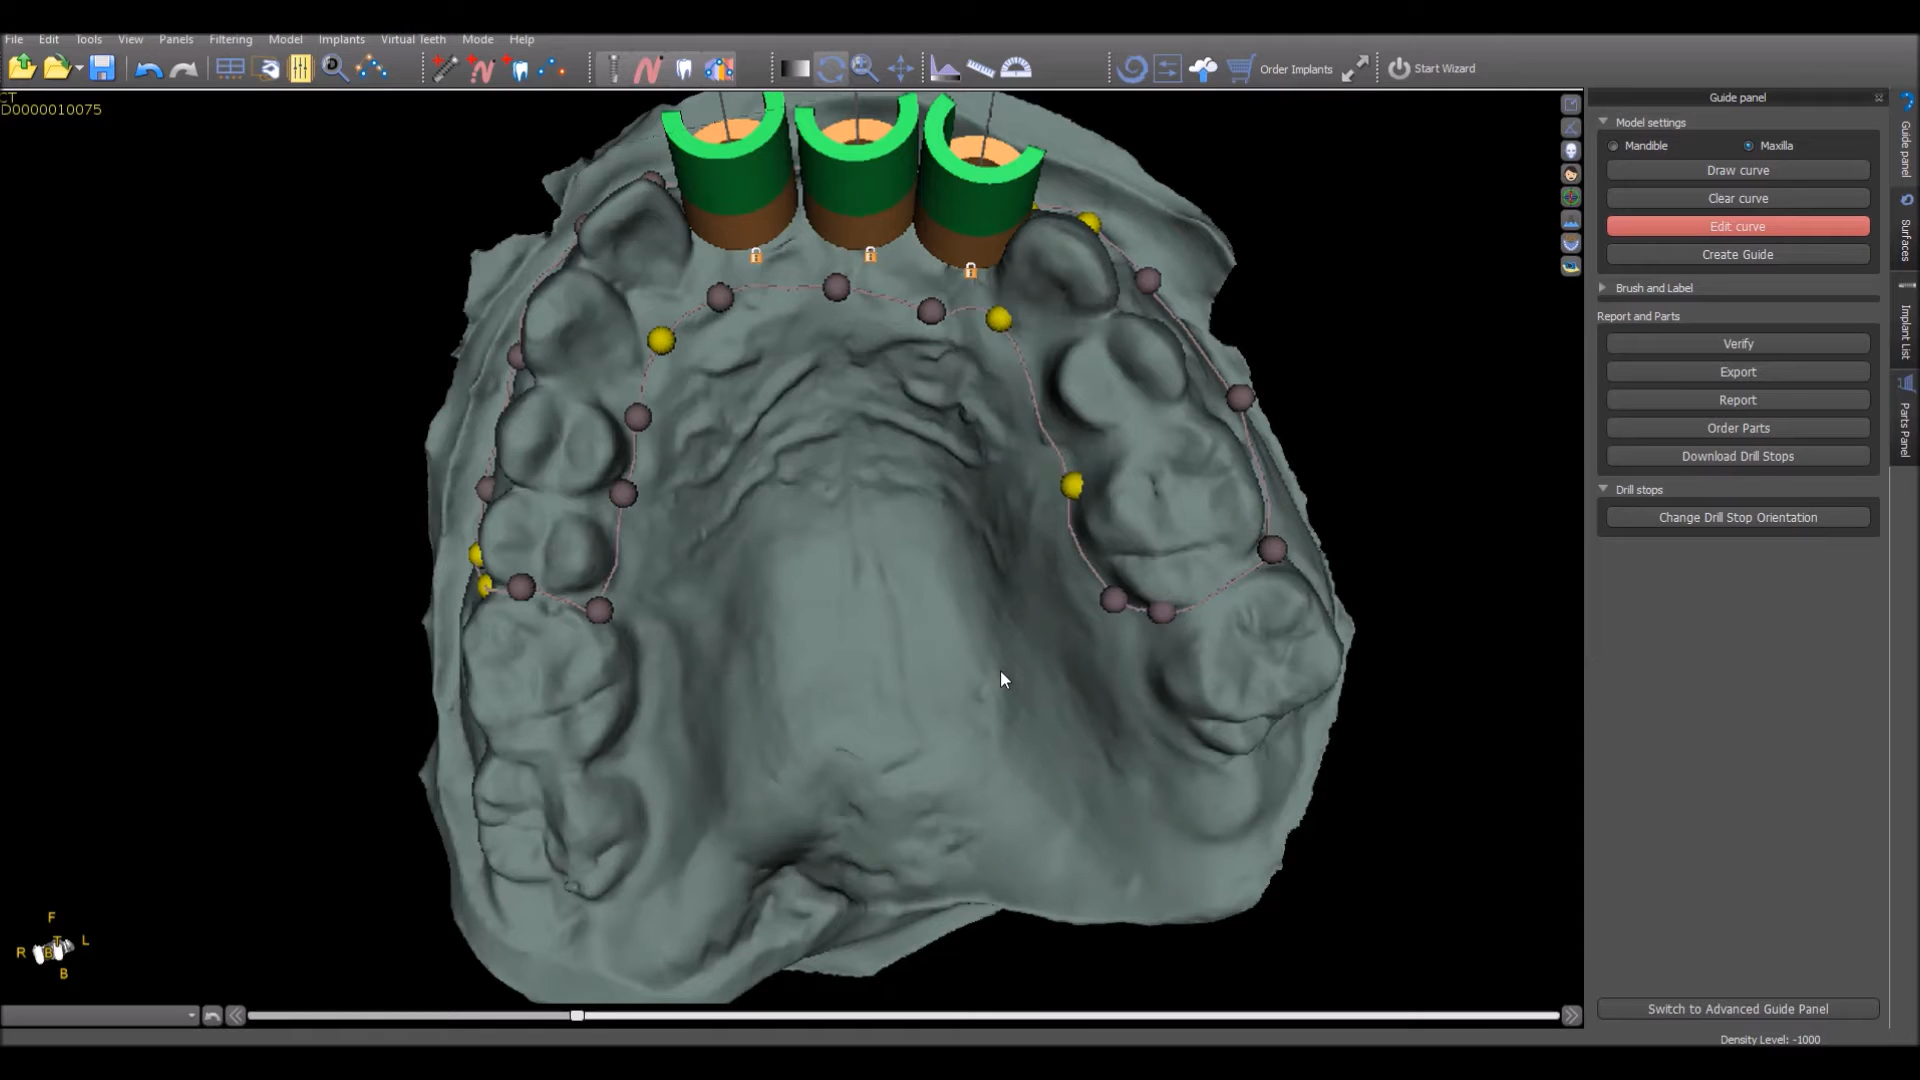 File Edit Tools View Panels Filtering Model Implants Virtual Teeth Mode Help
Order Implants Start Wizard
CT
D0000010075
Guide panel
Model settings
Mandible Maxilla
Draw curve
Clear curve
Edit curve
Create Guide
Brush and Label
Report and Parts
Verify
Export
Report
Order Parts
Download Drill Stops
Drill stops
Change Drill Stop Orientation
Switch to Advanced Guide Panel
Density Level: -1000
Guide panel
Surfaces
Implant List
Parts Panel
F
T L
R B
B